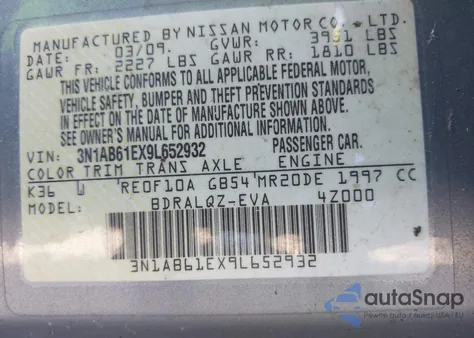 MANUFACTURED BY NISSAN MOTOR CO., LTD.
DATE: 03/09. GVWR: 3951 LBS
GAWR FR: 2227 LBS GAWR RR: 1810 LBS
THIS VEHICLE CONFORMS TO ALL APPLICABLE FEDERAL MOTOR,
VEHICLE SAFETY, BUMPER AND THEFT PREVENTION STANDARDS
IN EFFECT ON THE DATE OF MANUFACTURE SHOWN ABOVE.
SEE OWNER'S MANUAL FOR ADDITIONAL INFORMATION.
VIN: 3N1AB61EX9L652932 PASSENGER CAR.
COLOR TRIM TRANS AXLE ENGINE
K36 RE0F10A GB54 MR20DE 1997 CC
MODEL: BDRALQZ-EVA 4Z000
3N1AB61EX9L652932
autoSnap